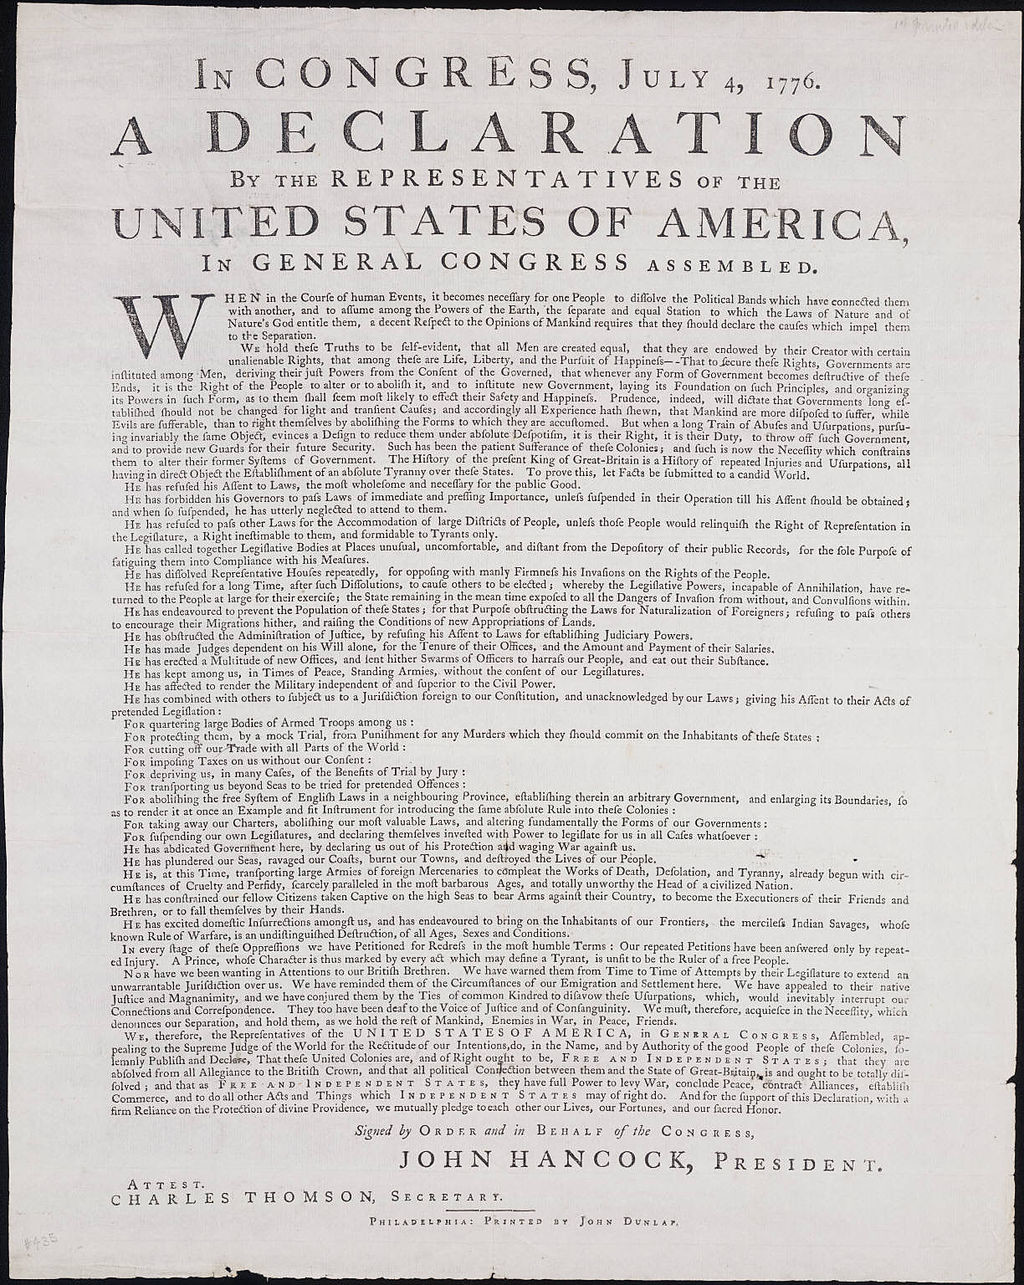 In CONGRESS, July 4, 1776.
A DECLARATION
By the REPRESENTATIVES of the
UNITED STATES OF AMERICA,
In GENERAL CONGRESS assembled.
WHEN in the Courſe of human Events, it becomes neceſſary for one People to diſſolve the Political Bands which have connected them
with another, and to aſſume among the Powers of the Earth, the ſeparate and equal Station to which the Laws of Nature and of
Nature's God entitle them, a decent Reſpect to the Opinions of Mankind requires that they ſhould declare the cauſes which impel them
to the Separation.
We hold theſe Truths to be ſelf-evident, that all Men are created equal, that they are endowed by their Creator with certain
unalienable Rights, that among theſe are Life, Liberty, and the Purſuit of Happineſs--That to ſecure theſe Rights, Governments are
inſtituted among Men, deriving their juſt Powers from the Conſent of the Governed, that whenever any Form of Government becomes deſtructive of theſe
Ends, it is the Right of the People to alter or to aboliſh it, and to inſtitute new Government, laying its Foundation on ſuch Principles, and organizing
its Powers in ſuch Form, as to them ſhall ſeem moſt likely to effect their Safety and Happineſs. Prudence, indeed, will dictate that Governments long eſ-
tabliſhed ſhould not be changed for light and tranſient Cauſes; and accordingly all Experience hath ſhewn, that Mankind are more diſpoſed to ſuffer, while
Evils are ſufferable, than to right themſelves by aboliſhing the Forms to which they are accuſtomed. But when a long Train of Abuſes and Uſurpations, purſu-
ing invariably the ſame Object, evinces a Deſign to reduce them under abſolute Deſpotiſm, it is their Right, it is their Duty, to throw off ſuch Government,
and to provide new Guards for their future Security. Such has been the patient Sufferance of theſe Colonies; and ſuch is now the Neceſſity which conſtrains
them to alter their former Syſtems of Government. The Hiſtory of the preſent King of Great-Britain is a Hiſtory of repeated Injuries and Uſurpations, all
having in direct Object the Eſtabliſhment of an abſolute Tyranny over theſe States. To prove this, let Facts be ſubmitted to a candid World.
He has refuſed his Aſſent to Laws, the moſt wholeſome and neceſſary for the public Good.
He has forbidden his Governors to paſs Laws of immediate and preſſing Importance, unleſs ſuſpended in their Operation till his Aſſent ſhould be obtained;
and when ſo ſuſpended, he has utterly neglected to attend to them.
He has refuſed to paſs other Laws for the Accommodation of large Diſtricts of People, unleſs thoſe People would relinquiſh the Right of Repreſentation in
the Legiſlature, a Right ineſtimable to them, and formidable to Tyrants only.
He has called together Legiſlative Bodies at Places unuſual, uncomfortable, and diſtant from the Depoſitory of their public Records, for the ſole Purpoſe of
fatiguing them into Compliance with his Meaſures.
He has diſſolved Repreſentative Houſes repeatedly, for oppoſing with manly Firmneſs his Invaſions on the Rights of the People.
He has refuſed for a long Time, after ſuch Diſſolutions, to cauſe others to be elected; whereby the Legiſlative Powers, incapable of Annihilation, have re-
turned to the People at large for their exerciſe; the State remaining in the mean time expoſed to all the Dangers of Invaſion from without, and Convulſions within.
He has endeavoured to prevent the Population of theſe States; for that Purpoſe obſtructing the Laws for Naturalization of Foreigners; refuſing to paſs others
to encourage their Migrations hither, and raiſing the Conditions of new Appropriations of Lands.
He has obſtructed the Adminiſtration of Juſtice, by refuſing his Aſſent to Laws for eſtabliſhing Judiciary Powers.
He has made Judges dependent on his Will alone, for the Tenure of their Offices, and the Amount and Payment of their Salaries.
He has erected a Multitude of new Offices, and ſent hither Swarms of Officers to harraſs our People, and eat out their Subſtance.
He has kept among us, in Times of Peace, Standing Armies, without the conſent of our Legiſlatures.
He has affected to render the Military independent of and ſuperior to the Civil Power.
He has combined with others to ſubject us to a Juriſdiction foreign to our Conſtitution, and unacknowledged by our Laws; giving his Aſſent to their Acts of
pretended Legiſlation:
For quartering large Bodies of Armed Troops among us:
For protecting them, by a mock Trial, from Puniſhment for any Murders which they ſhould commit on the Inhabitants of theſe States:
For cutting off our Trade with all Parts of the World:
For impoſing Taxes on us without our Conſent:
For depriving us, in many Caſes, of the Benefits of Trial by Jury:
For tranſporting us beyond Seas to be tried for pretended Offences:
For aboliſhing the free Syſtem of Engliſh Laws in a neighbouring Province, eſtabliſhing therein an arbitrary Government, and enlarging its Boundaries, ſo
as to render it at once an Example and fit Inſtrument for introducing the ſame abſolute Rule into theſe Colonies:
For taking away our Charters, aboliſhing our moſt valuable Laws, and altering fundamentally the Forms of our Governments:
For ſuſpending our own Legiſlatures, and declaring themſelves inveſted with Power to legiſlate for us in all Caſes whatſoever:
He has abdicated Government here, by declaring us out of his Protection and waging War againſt us.
He has plundered our Seas, ravaged our Coaſts, burnt our Towns, and deſtroyed the Lives of our People.
He is, at this Time, tranſporting large Armies of foreign Mercenaries to compleat the Works of Death, Deſolation, and Tyranny, already begun with cir-
cumſtances of Cruelty and Perfidy, ſcarcely paralleled in the moſt barbarous Ages, and totally unworthy the Head of a civilized Nation.
He has conſtrained our fellow Citizens taken Captive on the high Seas to bear Arms againſt their Country, to become the Executioners of their Friends and
Brethren, or to fall themſelves by their Hands.
He has excited domeſtic Inſurrections amongſt us, and has endeavoured to bring on the Inhabitants of our Frontiers, the mercileſs Indian Savages, whoſe
known Rule of Warfare, is an undiſtinguiſhed Deſtruction, of all Ages, Sexes and Conditions.
In every ſtage of theſe Oppreſſions we have Petitioned for Redreſs in the moſt humble Terms: Our repeated Petitions have been anſwered only by repeat-
ed Injury. A Prince, whoſe Character is thus marked by every act which may define a Tyrant, is unfit to be the Ruler of a free People.
Nor have we been wanting in Attentions to our Britiſh Brethren. We have warned them from Time to Time of Attempts by their Legiſlature to extend an
unwarrantable Juriſdiction over us. We have reminded them of the Circumſtances of our Emigration and Settlement here. We have appealed to their native
Juſtice and Magnanimity, and we have conjured them by the Ties of common Kindred to diſavow theſe Uſurpations, which, would inevitably interrupt our
Connections and Correſpondence. They too have been deaf to the Voice of Juſtice and of Conſanguinity. We muſt, therefore, acquieſce in the Neceſſity, which
denounces our Separation, and hold them, as we hold the reſt of Mankind, Enemies in War, in Peace, Friends.
We, therefore, the Representatives of the UNITED STATES OF AMERICA, in General Congress, Aſſembled, ap-
pealing to the Supreme Judge of the World for the Rectitude of our Intentions, do, in the Name, and by Authority of the good People of theſe Colonies, ſo-
lemnly Publiſh and Declare, That theſe United Colonies are, and of Right ought to be, Free and Independent States; that they are
abſolved from all Allegiance to the Britiſh Crown, and that all political Connection between them and the State of Great-Britain, is and ought to be totally diſ-
ſolved; and that as Free and Independent States, they have full Power to levy War, conclude Peace, contract Alliances, eſtabliſh
Commerce, and to do all other Acts and Things which Independent States may of right do. And for the ſupport of this Declaration, with a
firm Reliance on the Protection of divine Providence, we mutually pledge to each other our Lives, our Fortunes, and our ſacred Honor.
Signed by Order and in Behalf of the Congress,
JOHN HANCOCK, President.
Attest.
CHARLES THOMSON, Secretary.
Philadelphia: Printed by John Dunlap.
#435